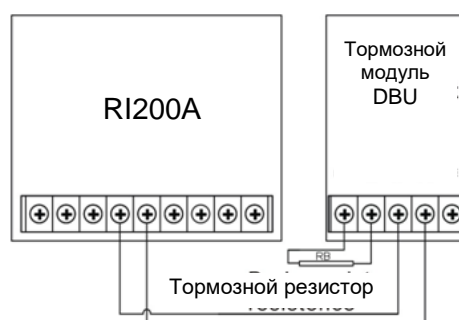 RI200A
Тормозной
модуль
DBU
RB
Тормозной резистор